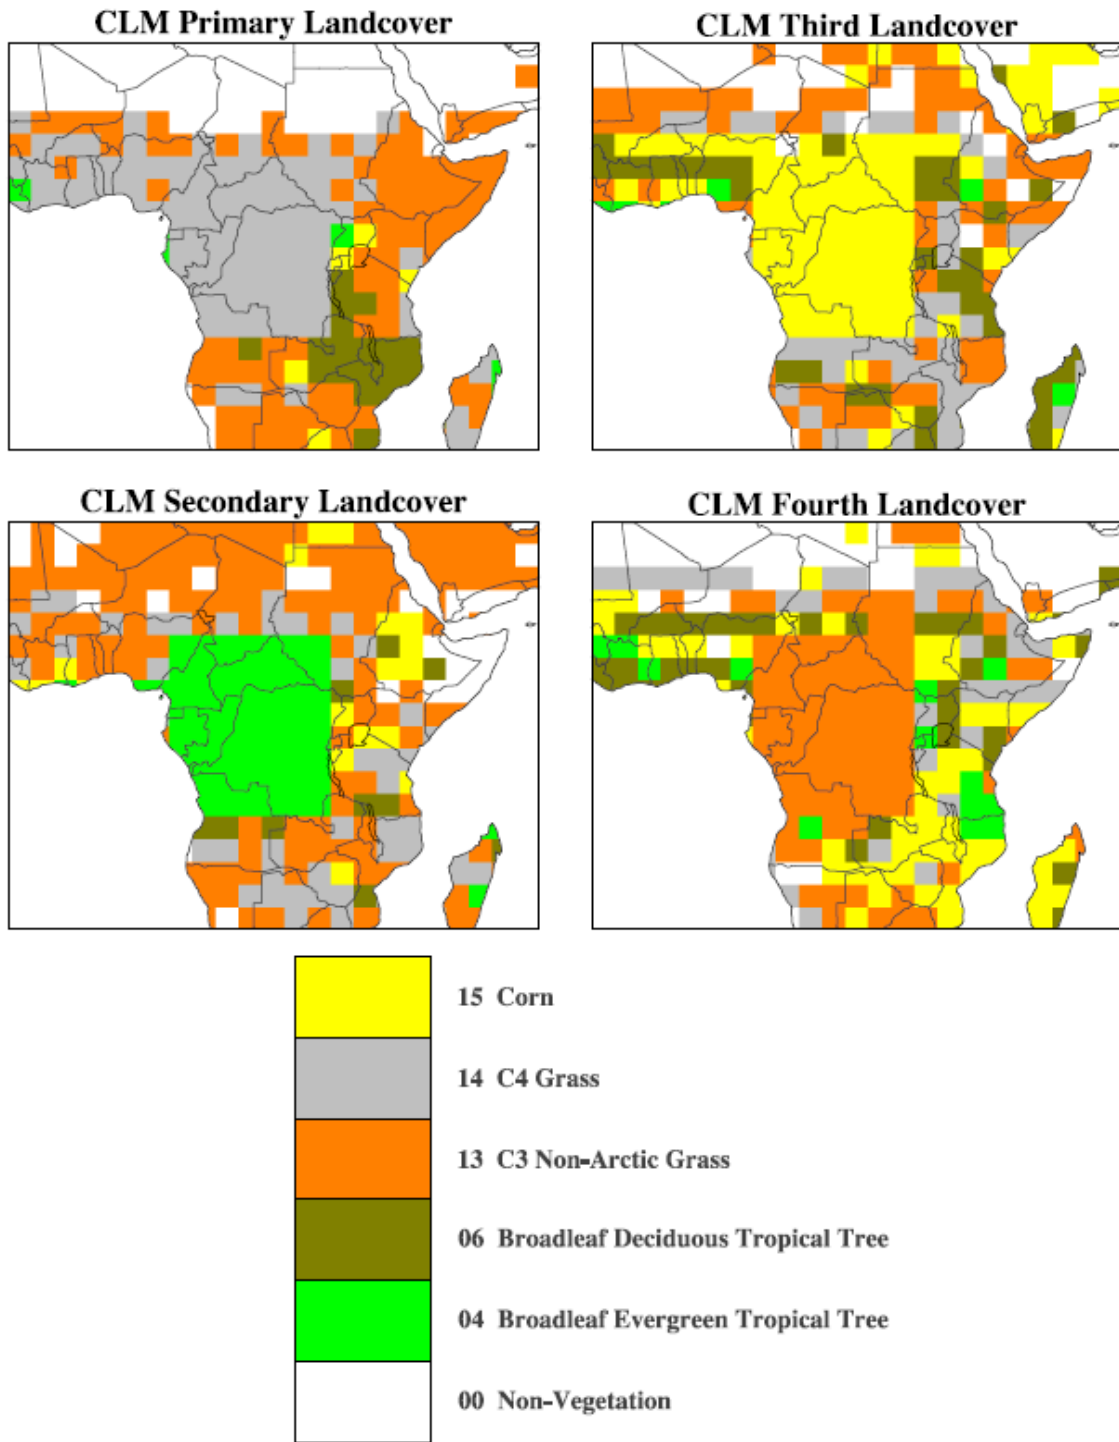 CLM Primary Landcover
CLM Third Landcover
CLM Secondary Landcover
CLM Fourth Landcover
15 Corn
14 C4 Grass
13 C3 Non-Arctic Grass
06 Broadleaf Deciduous Tropical Tree
04 Broadleaf Evergreen Tropical Tree
00 Non-Vegetation